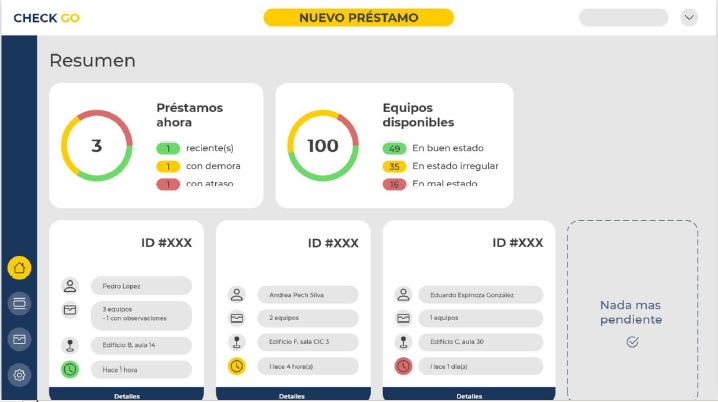 CHECK GO
NUEVO PRÉSTAMO
Resumen
3
Préstamos
ahora
1 reciente(s)
1 con demora
1 con atraso
100
Equipos
disponibles
49 En buen estado
35 En estado irregular
16 En mal estado
ID #XXX
Pedro López
3 equipos
- 1 con observaciones
Edificio B, aula 14
Hace 1 hora
Detalles
ID #XXX
Andrea Pech Silva
2 equipos
Edificio F, sala CIC 3
Hace 4 hora(s)
Detalles
ID #XXX
Eduardo Espinoza González
1 equipos
Edificio C, aula 30
Hace 1 día(s)
Detalles
Nada mas
pendiente